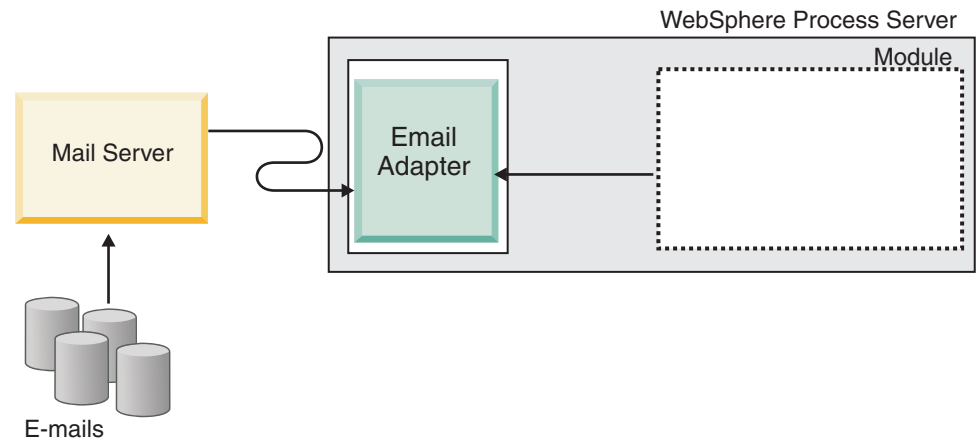 WebSphere Process Server
Module
Mail Server
Email
Adapter
E-mails